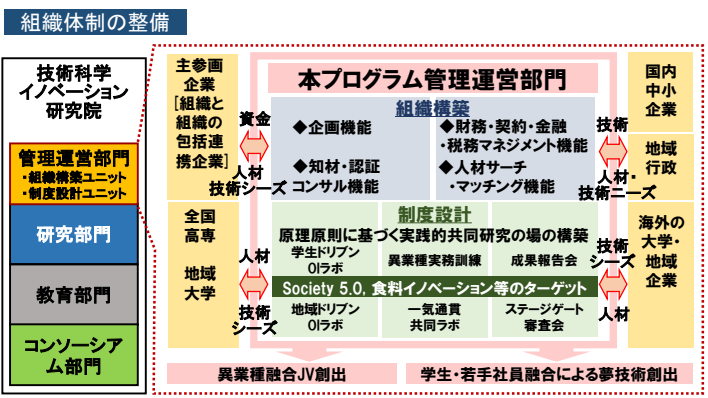 組織体制の整備
技術科学
イノベーション
研究院
管理運営部門
・組織構築ユニット
・制度設計ユニット
研究部門
教育部門
コンソーシア
ム部門
主参画
企業
[組織と
組織の
包括連
携企業]
全国
高専
地域
大学
資金
人材
技術シーズ
人材
技術
シーズ
本プログラム管理運営部門
組織構築
◆企画機能
◆知材・認証
コンサル機能
◆財務・契約・金融
・税務マネジメント機能
◆人材サーチ
・マッチング機能
制度設計
原理原則に基づく実践的共同研究の場の構築
学生ドリブン
OIラボ
異業種実務訓練
成果報告会
Society 5.0, 食料イノベーション等のターゲット
地域ドリブン
OIラボ
一気通貫
共同ラボ
ステージゲート
審査会
技術
人材・
技術ニーズ
技術
シーズ
人材
国内
中小
企業
地域
行政
海外の
大学・
地域
企業
異業種融合JV創出
学生・若手社員融合による夢技術創出